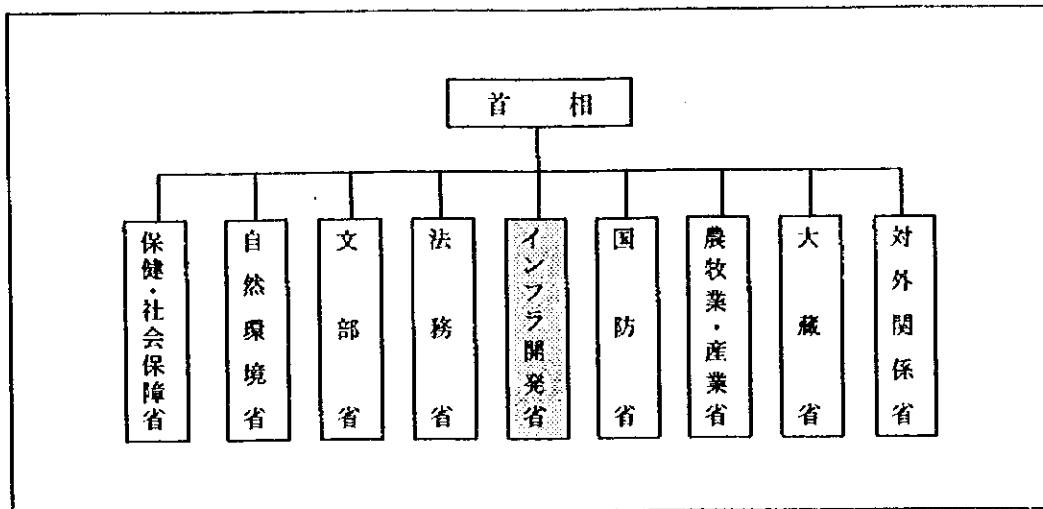 首相
保健・社会保障省
自然環境省
文部省
法務省
インフラ開発省
国防省
農牧業・産業省
大蔵省
対外関係省